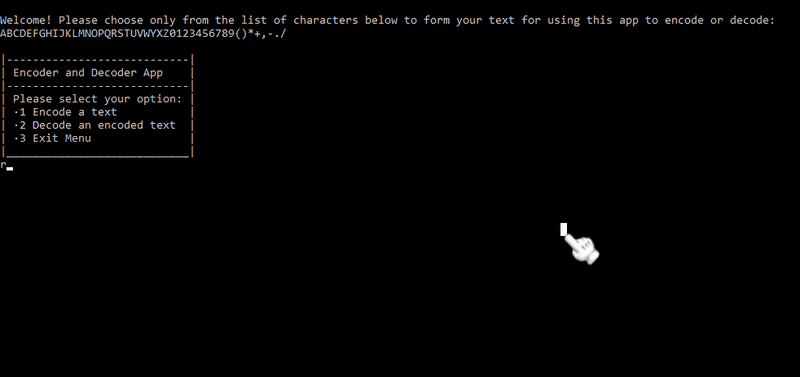 Welcome! Please choose only from the list of characters below to form your text for using this app to encode or decode:
ABCDEFGHIJKLMNOPQRSTUVWYXZ0123456789()*+,-./
|----------------------------|
| Encoder and Decoder App    |
|----------------------------|
| Please select your option: |
| ·1 Encode a text           |
| ·2 Decode an encoded text  |
| ·3 Exit Menu               |
|____________________________|
r